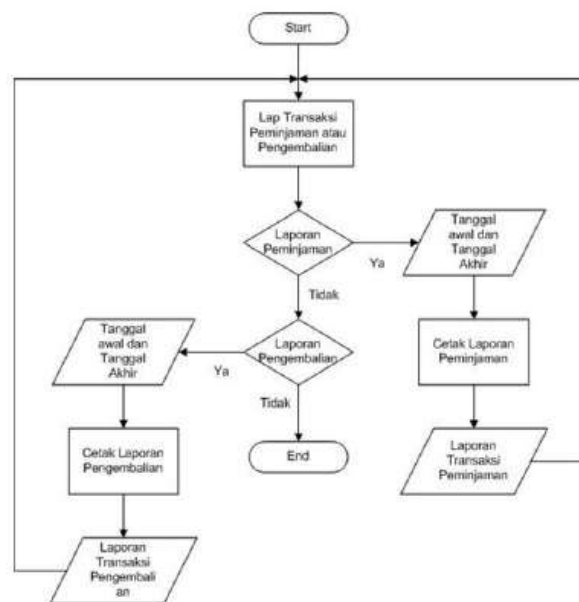 Start
Lap Transaksi
Peminjaman atau
Pengembalian
Laporan
Peminjaman
Ya
Tanggal
awal dan
Tanggal
Akhir
Tidak
Cetak Laporan
Peminjaman
Laporan
Transaksi
Peminjaman
Laporan
Pengembalian
Ya
Tanggal
awal dan
Tanggal
Akhir
Tidak
End
Cetak Laporan
Pengembalian
Laporan
Transaksi
Pengembali
an